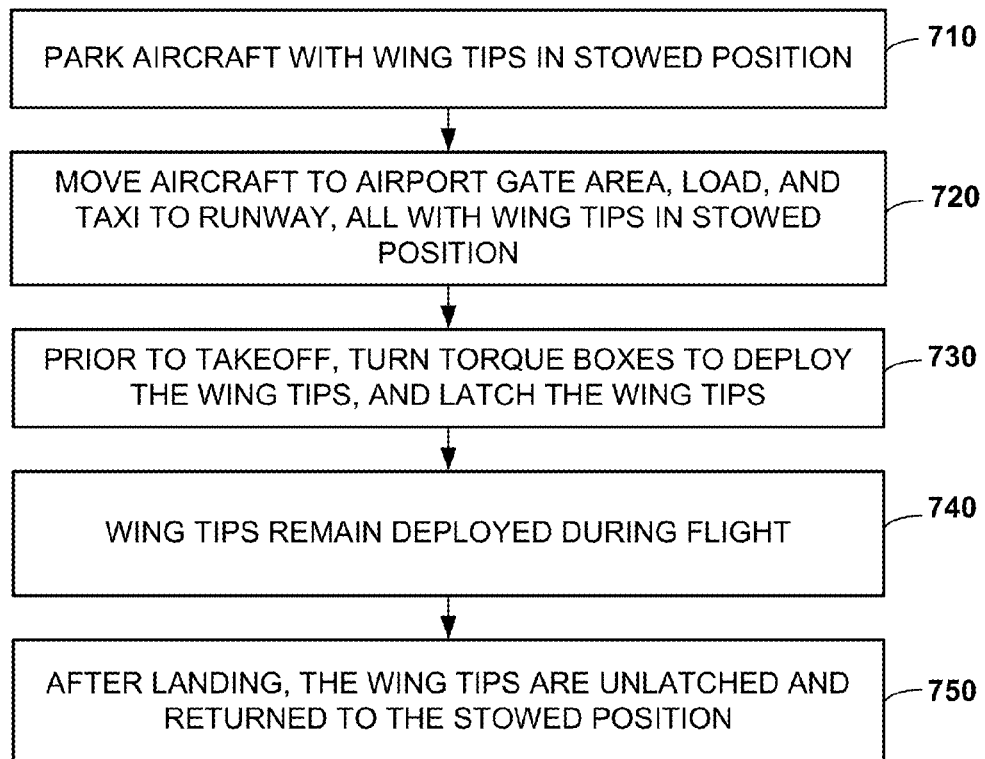 PARK AIRCRAFT WITH WING TIPS IN STOWED POSITION
710
MOVE AIRCRAFT TO AIRPORT GATE AREA, LOAD, AND
TAXI TO RUNWAY, ALL WITH WING TIPS IN STOWED
POSITION
720
PRIOR TO TAKEOFF, TURN TORQUE BOXES TO DEPLOY
THE WING TIPS, AND LATCH THE WING TIPS
730
WING TIPS REMAIN DEPLOYED DURING FLIGHT
740
AFTER LANDING, THE WING TIPS ARE UNLATCHED AND
RETURNED TO THE STOWED POSITION
750